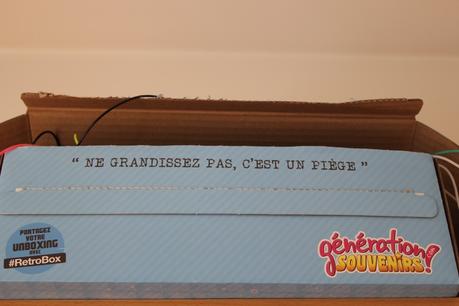 “ NE GRANDISSEZ PAS, C'EST UN PIÈGE ”
PARTAGEZ
VOTRE
UNBOXING
AVEC
#RetroBox
génération
SOUVENIRS!